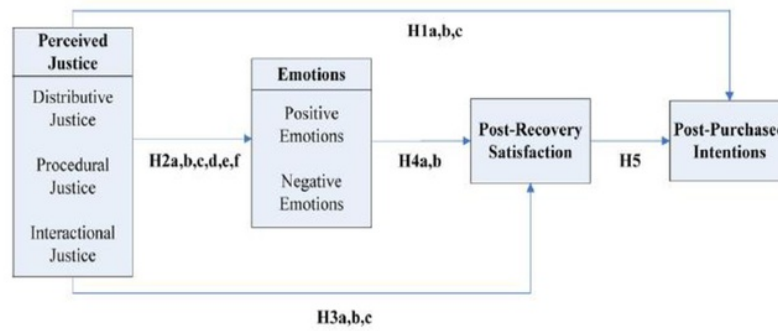 H1a,b,c
Perceived
Justice
Distributive
Justice
Procedural
Justice
Interactional
Justice
H2a,b,c,d,e,f
Emotions
Positive
Emotions
Negative
Emotions
H4a,b
Post-Recovery
Satisfaction
H5
Post-Purchase
Intentions
H3a,b,c